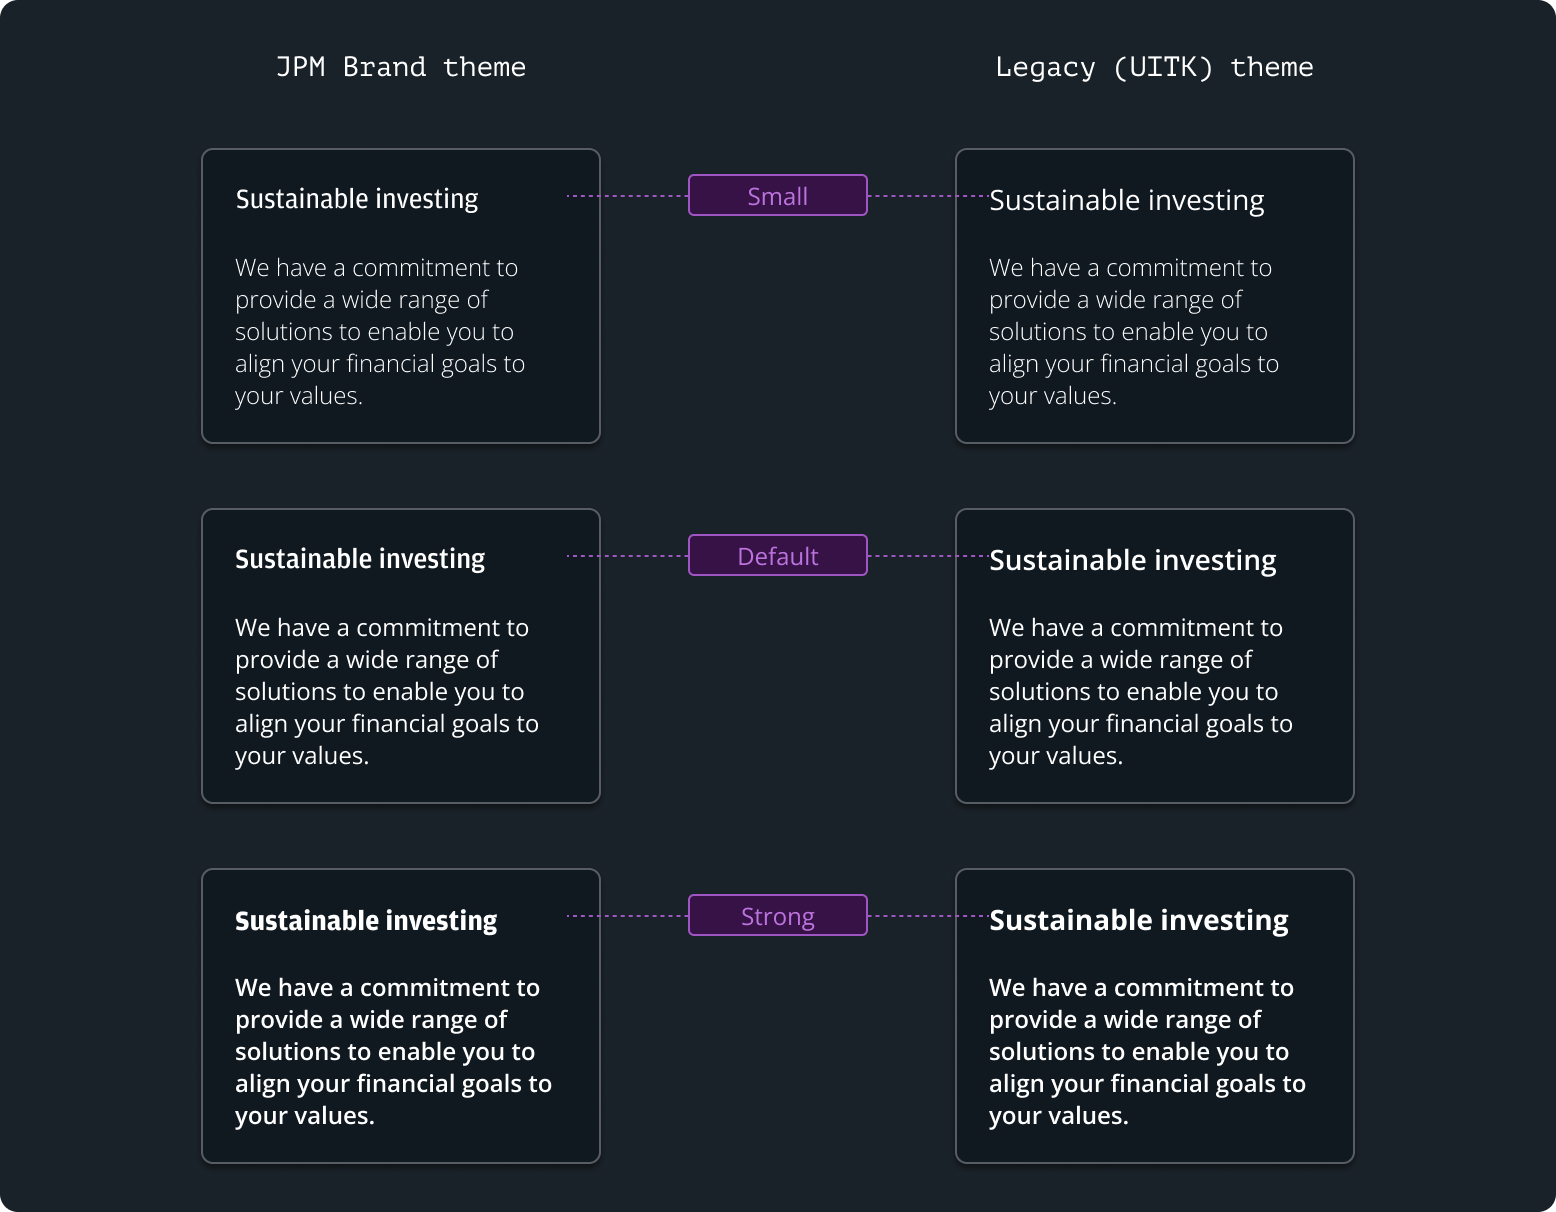 JPM Brand theme
Legacy (UITK) theme
Sustainable investing
We have a commitment to
provide a wide range of
solutions to enable you to
align your financial goals to
your values.
Small
Sustainable investing
We have a commitment to
provide a wide range of
solutions to enable you to
align your financial goals to
your values.
Sustainable investing
We have a commitment to
provide a wide range of
solutions to enable you to
align your financial goals to
your values.
Default
Sustainable investing
We have a commitment to
provide a wide range of
solutions to enable you to
align your financial goals to
your values.
Sustainable investing
We have a commitment to
provide a wide range of
solutions to enable you to
align your financial goals to
your values.
Strong
Sustainable investing
We have a commitment to
provide a wide range of
solutions to enable you to
align your financial goals to
your values.